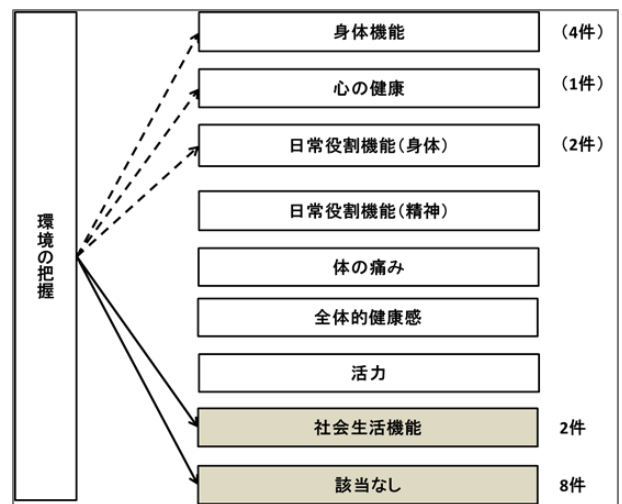 環境の把握
身体機能 （4件）
心の健康 （1件）
日常役割機能（身体） （2件）
日常役割機能（精神）
体の痛み
全体的健康感
活力
社会生活機能 2件
該当なし 8件